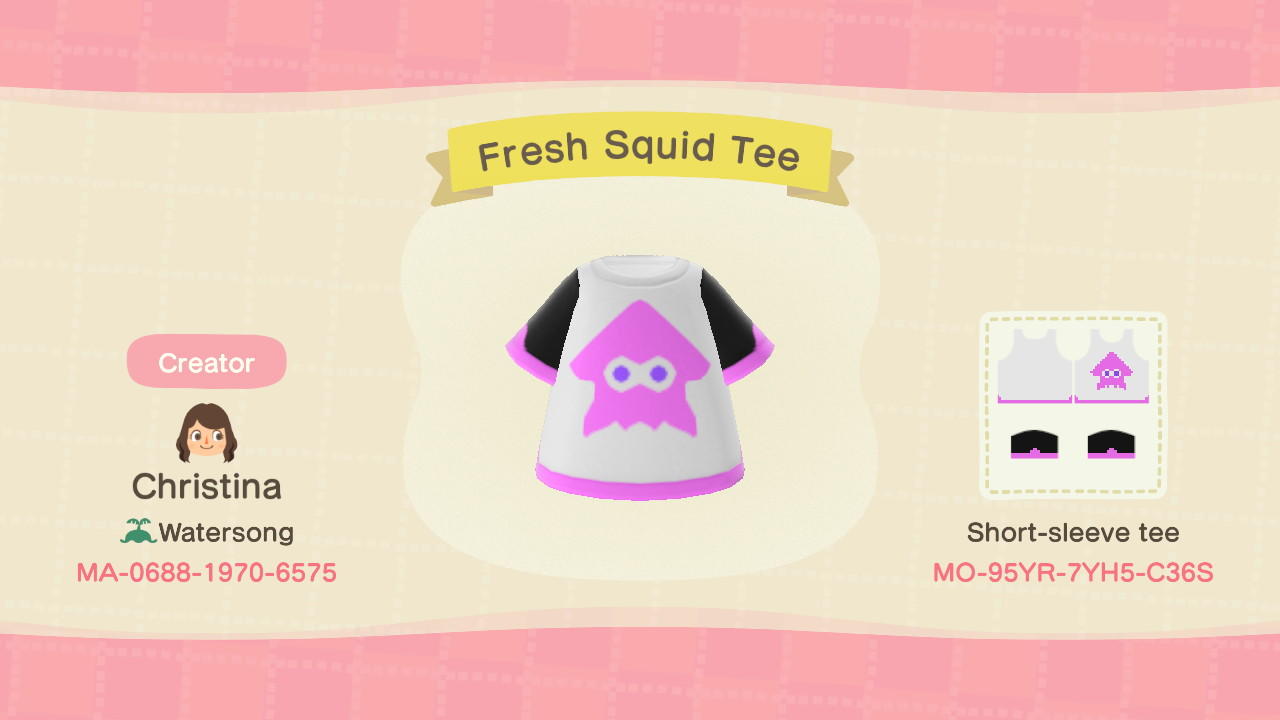 Fresh Squid Tee
Creator
Christina
Watersong
MA-0688-1970-6575
Short-sleeve tee
MO-95YR-7YH5-C36S